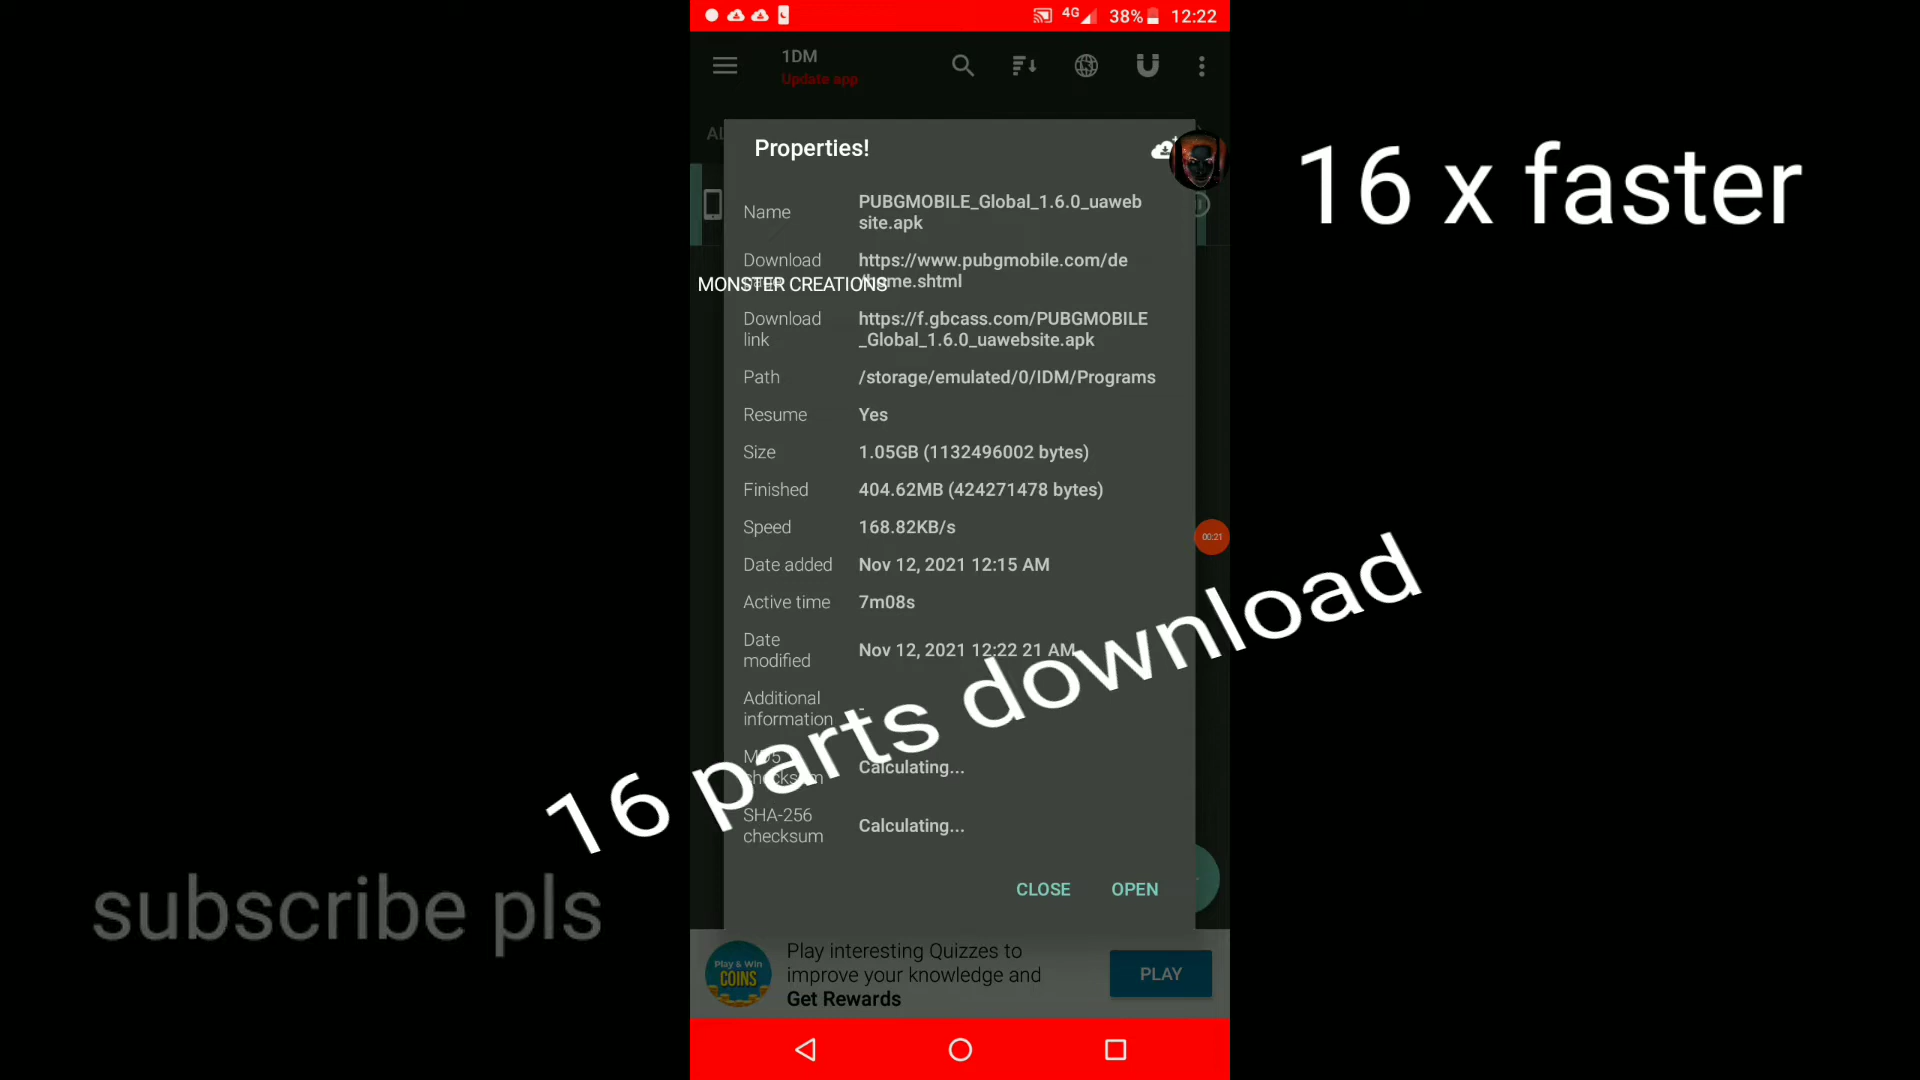 4G 38% 12:22
1DM
Update app
16 x faster
Properties!
Name
PUBGMOBILE_Global_1.6.0_uaweb
site.apk
Download
https://www.pubgmobile.com/de
MONSTER CREATIONS
/home.shtml
Download
link
https://f.gbcass.com/PUBGMOBILE
_Global_1.6.0_uawebsite.apk
Path
/storage/emulated/0/IDM/Programs
Resume
Yes
Size
1.05GB (1132496002 bytes)
Finished
404.62MB (424271478 bytes)
Speed
168.82KB/s
00:21
Date added
Nov 12, 2021 12:15 AM
Active time
7m08s
Date
modified
Nov 12, 2021 12:22 21 AM
16 parts download
Additional
information
-
MD5
checksum
Calculating...
SHA-256
checksum
Calculating...
CLOSE
OPEN
subscribe pls
Play & Win
COINS
Play interesting Quizzes to
improve your knowledge and
Get Rewards
PLAY